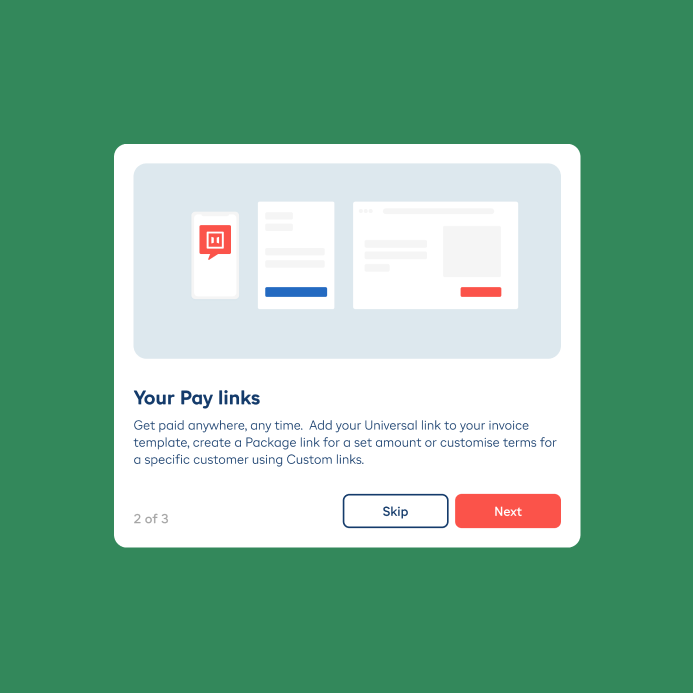 Your Pay links
Get paid anywhere, any time.  Add your Universal link to your invoice
template, create a Package link for a set amount or customise terms for
a specific customer using Custom links.
2 of 3
Skip
Next